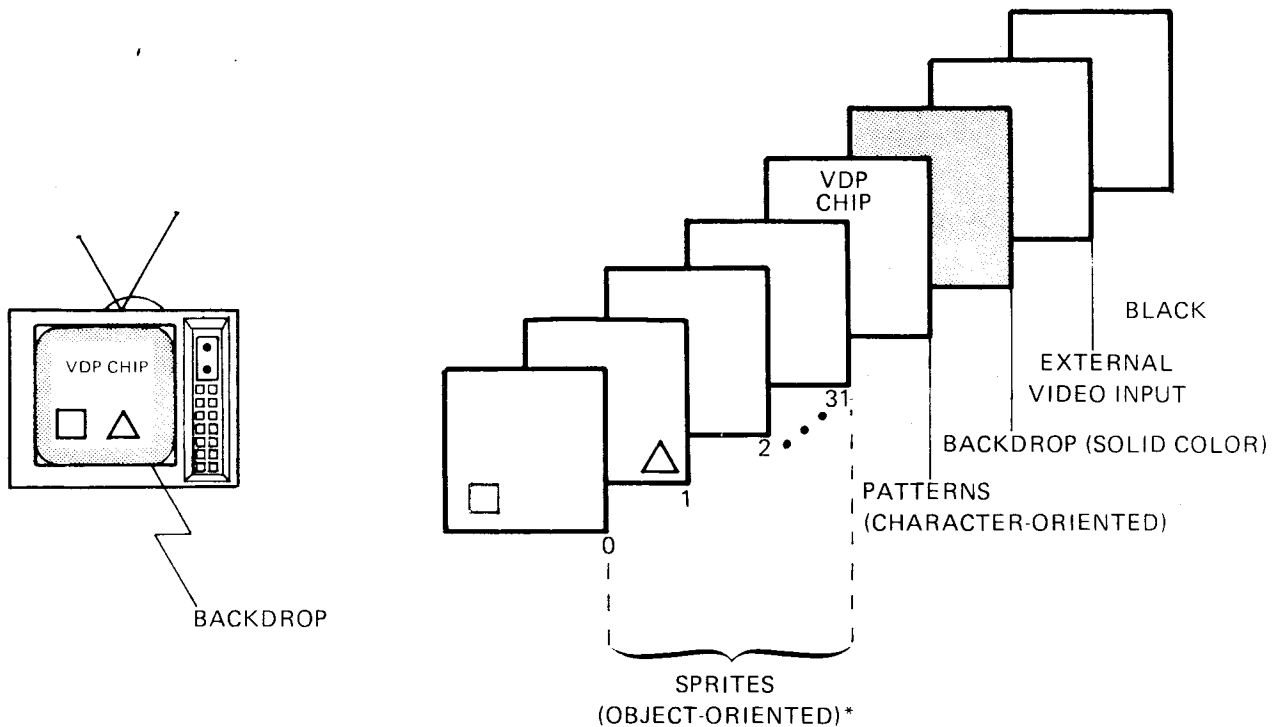 VDP
CHIP
VDP CHIP
BLACK
EXTERNAL
VIDEO INPUT
31
2
BACKDROP (SOLID COLOR)
1
PATTERNS
(CHARACTER-ORIENTED)
0
BACKDROP
SPRITES
(OBJECT-ORIENTED)*